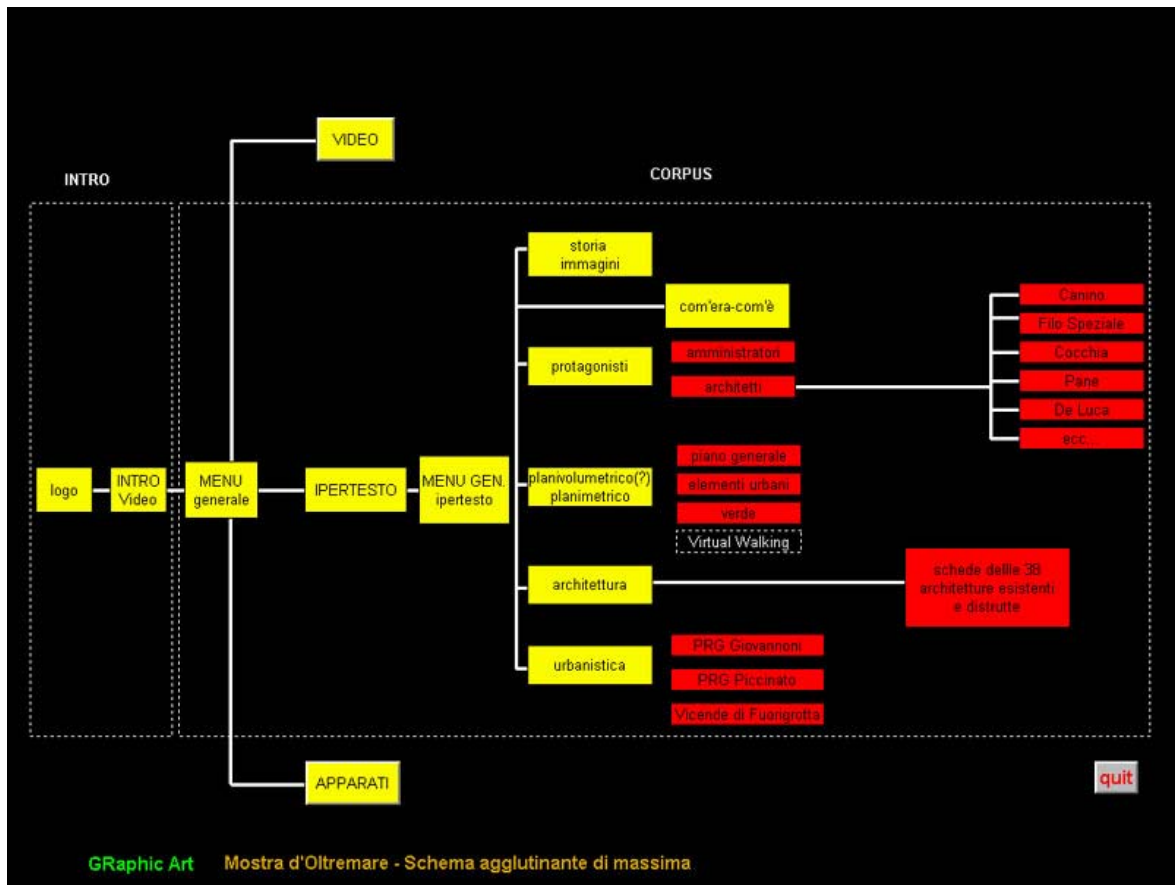 VIDEO
INTRO
CORPUS
storia
immagini
com'era-com'è
protagonisti
amministratori
architetti
Canino
Filo Speziale
Cocchia
Pane
De Luca
ecc...
logo
INTRO
Video
MENU
generale
IPERTESTO
MENU GEN.
ipertesto
planivolumetrico(?)
planimetrico
piano generale
elementi urbani
verde
Virtual Walking
architettura
schede dellle 38
architetture esistenti
e distrutte
urbanistica
PRG Giovannoni
PRG Piccinato
Vicende di Fuorigrotta
APPARATI
quit
GRaphic Art
Mostra d'Oltremare - Schema agglutinante di massima